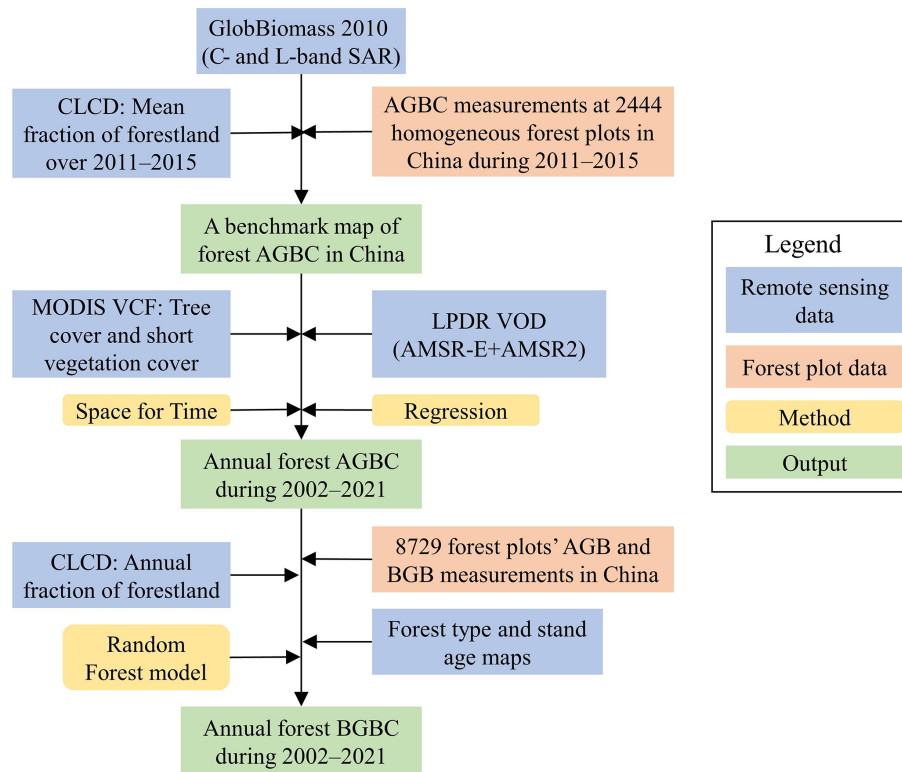 GlobBiomass 2010
(C- and L-band SAR)
CLCD: Mean
fraction of forestland
over 2011–2015
AGBC measurements at 2444
homogeneous forest plots in
China during 2011–2015
A benchmark map of
forest AGBC in China
MODIS VCF: Tree
cover and short
vegetation cover
LPDR VOD
(AMSR-E+AMSR2)
Space for Time
Regression
Annual forest AGBC
during 2002–2021
CLCD: Annual
fraction of forestland
8729 forest plots’ AGB and
BGB measurements in China
Random
Forest model
Forest type and stand
age maps
Annual forest BGBC
during 2002–2021
Legend
Remote sensing
data
Forest plot data
Method
Output